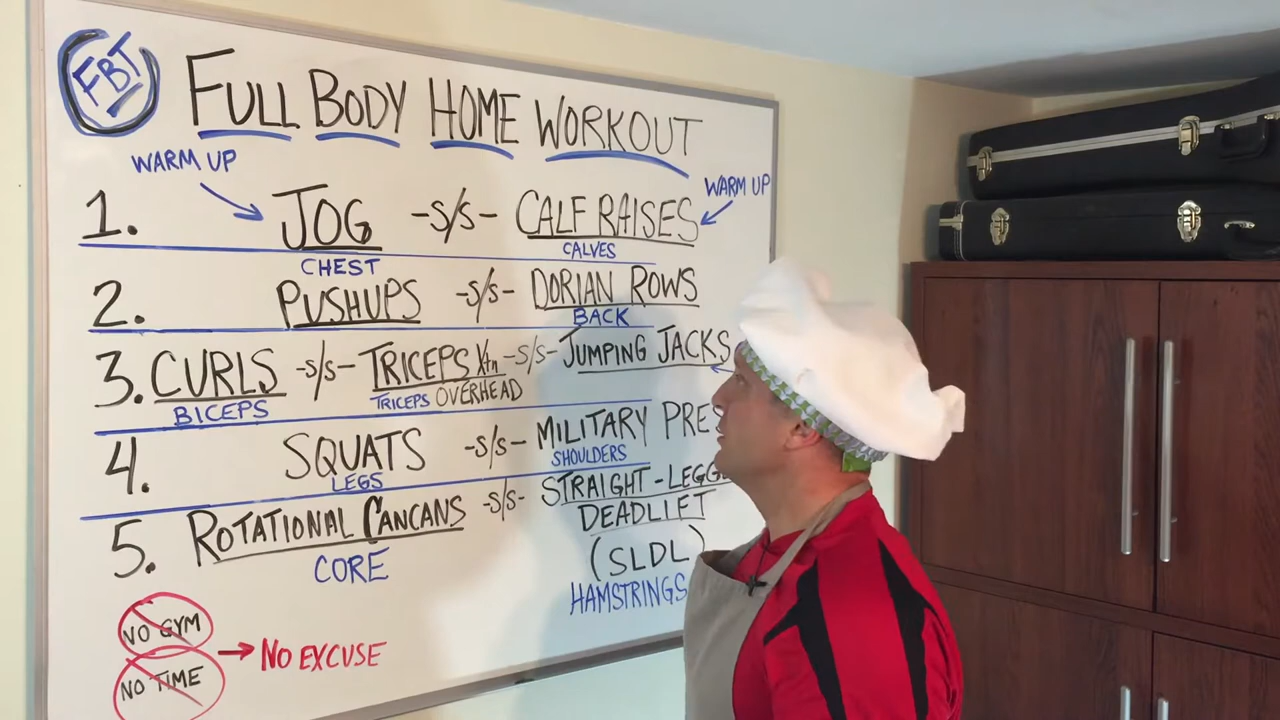 FBT
FULL BODY HOME WORKOUT
WARM UP
WARM UP
1. JOG -S/S- CALF RAISES
CALVES
CHEST
2. PUSHUPS -S/S- DORIAN ROWS
BACK
3. CURLS -S/S- TRICEPS Xtn -S/S- JUMPING JACKS
BICEPS TRICEPS OVERHEAD
4. SQUATS -S/S- MILITARY PRES
LEGS SHOULDERS
5. ROTATIONAL CANCANS -S/S- STRAIGHT-LEGG
DEADLIFT
CORE (SLDL)
HAMSTRINGS
NO GYM
NO TIME → NO EXCUSE